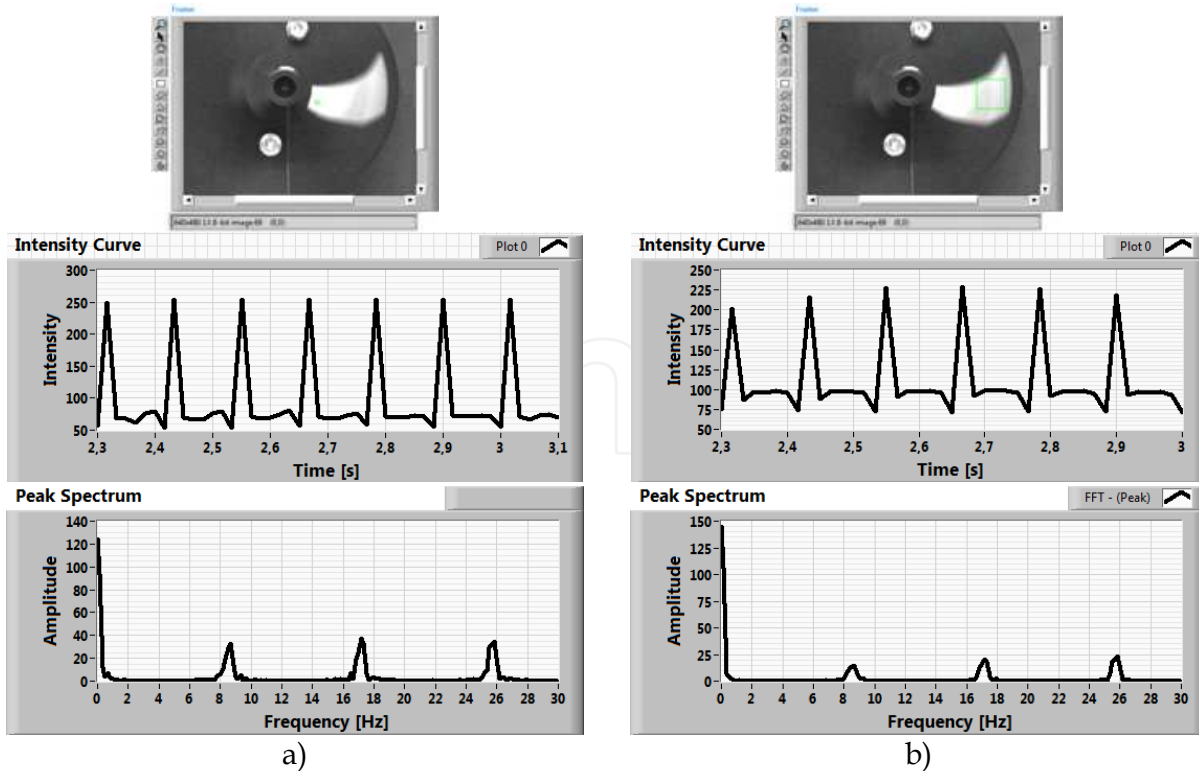 Frame
Frame
Intensity Curve
Plot 0
Intensity
300
250
200
150
100
50
2,3
2,4
2,5
2,6
2,7
2,8
2,9
3
3,1
Time [s]
Intensity Curve
Plot 0
Intensity
250
225
200
175
150
125
100
75
50
2,3
2,4
2,5
2,6
2,7
2,8
2,9
3
Time [s]
Peak Spectrum
Amplitude
140
120
100
80
60
40
20
0
0 2 4 6 8 10 12 14 16 18 20 22 24 26 28 30
Frequency [Hz]
Peak Spectrum
FFT - (Peak)
Amplitude
150
125
100
75
50
25
0
0 2 4 6 8 10 12 14 16 18 20 22 24 26 28 30
Frequency [Hz]
a)
b)